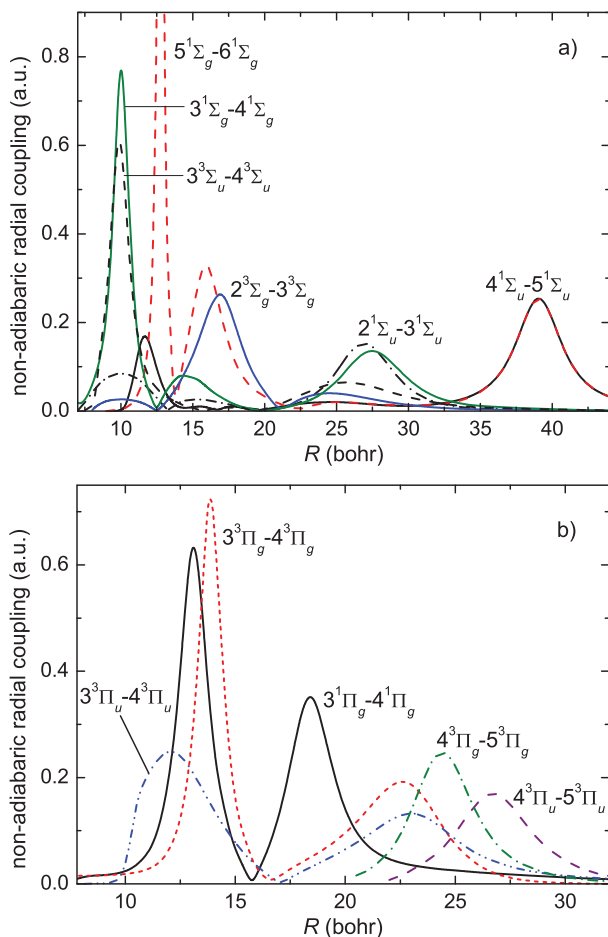 a)
0.8
0.6
0.4
0.2
0.0
non-adiabaric radial coupling (a.u.)
5¹Σg-6¹Σg
3¹Σg-4¹Σg
3³Σu-4³Σu
2³Σg-3³Σg
2¹Σu-3¹Σu
4¹Σu-5¹Σu
10 15 20 25 30 35 40
R (bohr)
b)
0.6
0.4
0.2
0.0
non-adiabaric radial coupling (a.u.)
3³Πg-4³Πg
3³Πu-4³Πu
3¹Πg-4¹Πg
4³Πg-5³Πg
4³Πu-5³Πu
10 15 20 25 30
R (bohr)